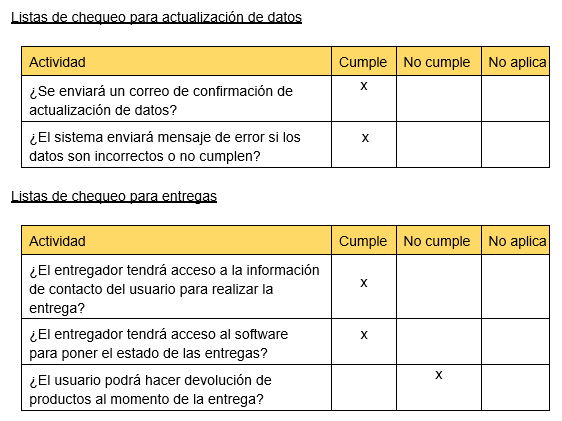 Listas de chequeo para actualización de datos
Actividad Cumple No cumple No aplica
¿Se enviará un correo de confirmación de x
actualización de datos?
¿El sistema enviará mensaje de error si los x
datos son incorrectos o no cumplen?
Listas de chequeo para entregas
Actividad Cumple No cumple No aplica
¿El entregador tendrá acceso a la información
de contacto del usuario para realizar la x
entrega?
¿El entregador tendrá acceso al software x
para poner el estado de las entregas?
¿El usuario podrá hacer devolución de x
productos al momento de la entrega?